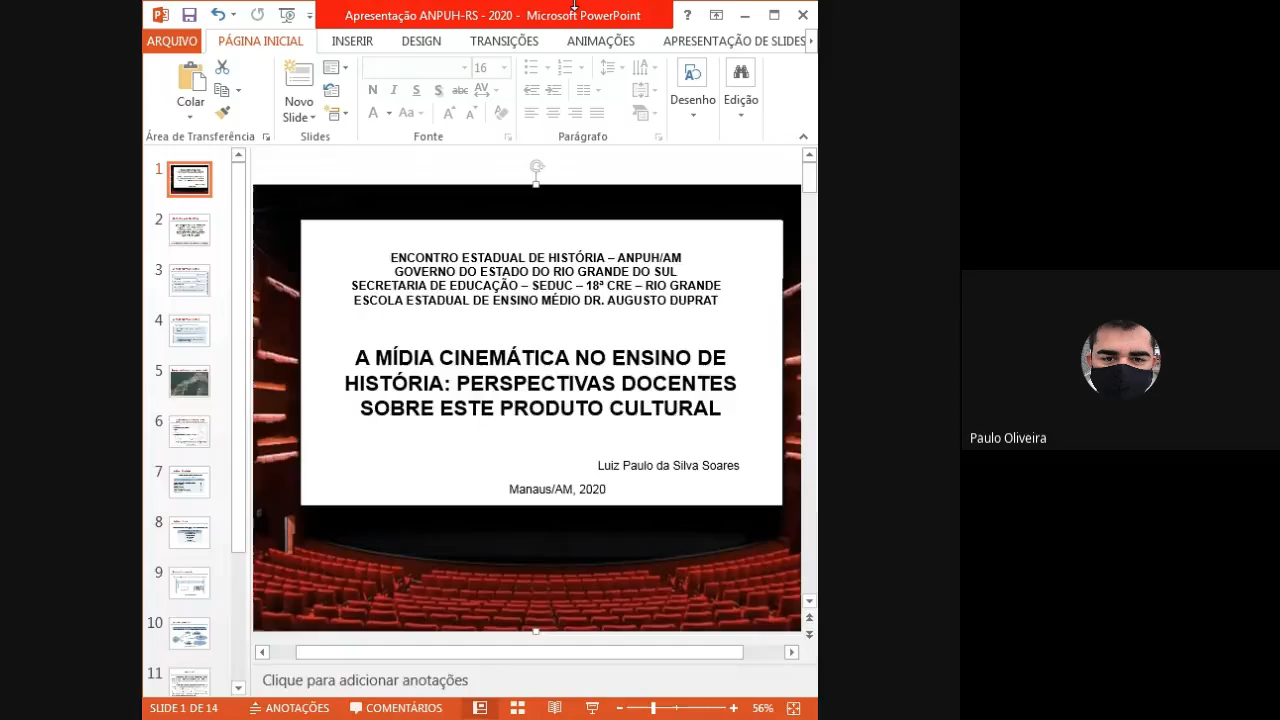 Apresentação ANPUH-RS - 2020 - Microsoft PowerPoint
ARQUIVO PÁGINA INICIAL INSERIR DESIGN TRANSIÇÕES ANIMAÇÕES APRESENTAÇÃO DE SLIDES
Colar
Novo
Slide
16
N I S S abc AV
A Aa A A
Desenho
Edição
Área de Transferência Slides Fonte Parágrafo
1
2
3
4
5
6
7
8
9
10
11
ENCONTRO ESTADUAL DE HISTÓRIA – ANPUH/AM
GOVERNO DO ESTADO DO RIO GRANDE DO SUL
SECRETARIA DE EDUCAÇÃO – SEDUC – 18ª CRE – RIO GRANDE
ESCOLA ESTADUAL DE ENSINO MÉDIO DR. AUGUSTO DUPRAT
A MÍDIA CINEMÁTICA NO ENSINO DE
HISTÓRIA: PERSPECTIVAS DOCENTES
SOBRE ESTE PRODUTO CULTURAL
Luiz Paulo da Silva Soares
Manaus/AM, 2020
Paulo Oliveira
Clique para adicionar anotações
SLIDE 1 DE 14 ANOTAÇÕES COMENTÁRIOS 56%